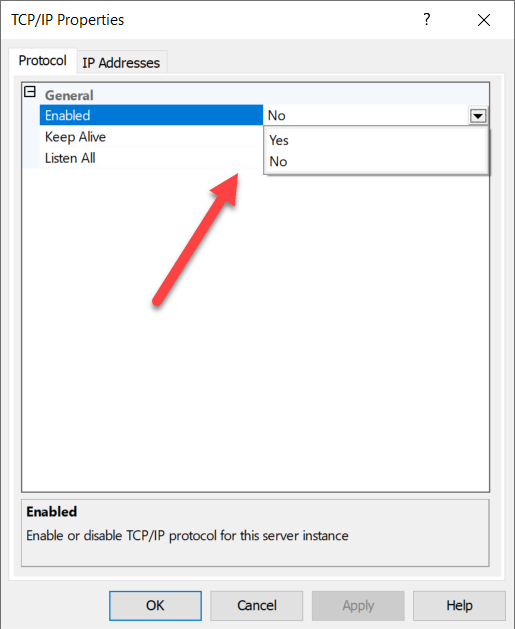 TCP/IP Properties ?
Protocol IP Addresses
General
Enabled No
Keep Alive Yes
Listen All No
Enabled
Enable or disable TCP/IP protocol for this server instance
OK Cancel Apply Help